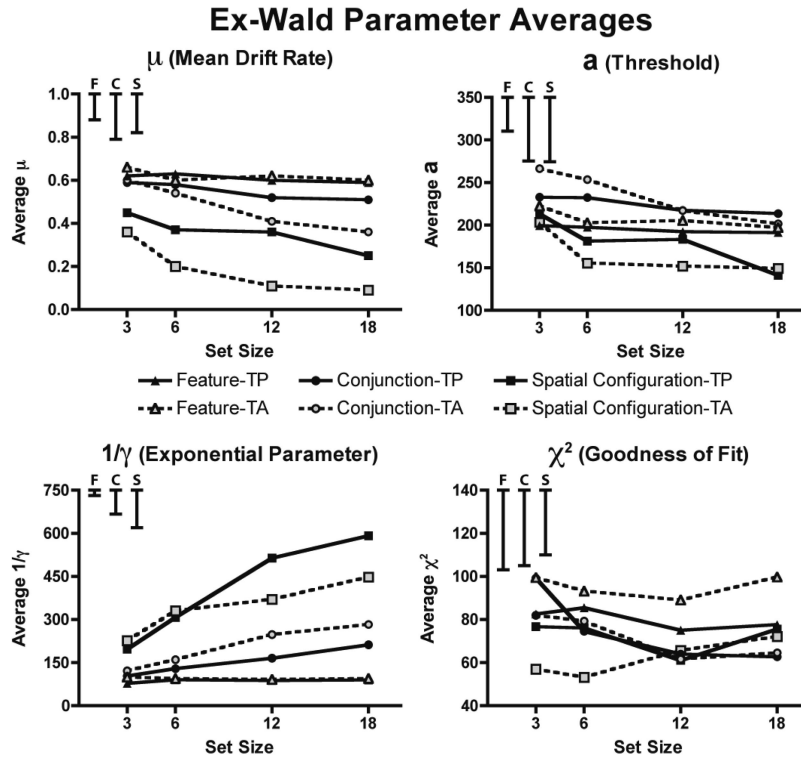 Ex-Wald Parameter Averages
μ (Mean Drift Rate)
F C S
1.0
0.8
0.6
0.4
0.2
0.0
Average μ
3 6 12 18
Set Size
a (Threshold)
F C S
350
300
250
200
150
100
Average a
3 6 12 18
Set Size
Feature-TP Conjunction-TP Spatial Configuration-TP
Feature-TA Conjunction-TA Spatial Configuration-TA
1/γ (Exponential Parameter)
F C S
750
600
450
300
150
0
Average 1/γ
3 6 12 18
Set Size
χ² (Goodness of Fit)
F C S
140
120
100
80
60
40
Average χ²
3 6 12 18
Set Size